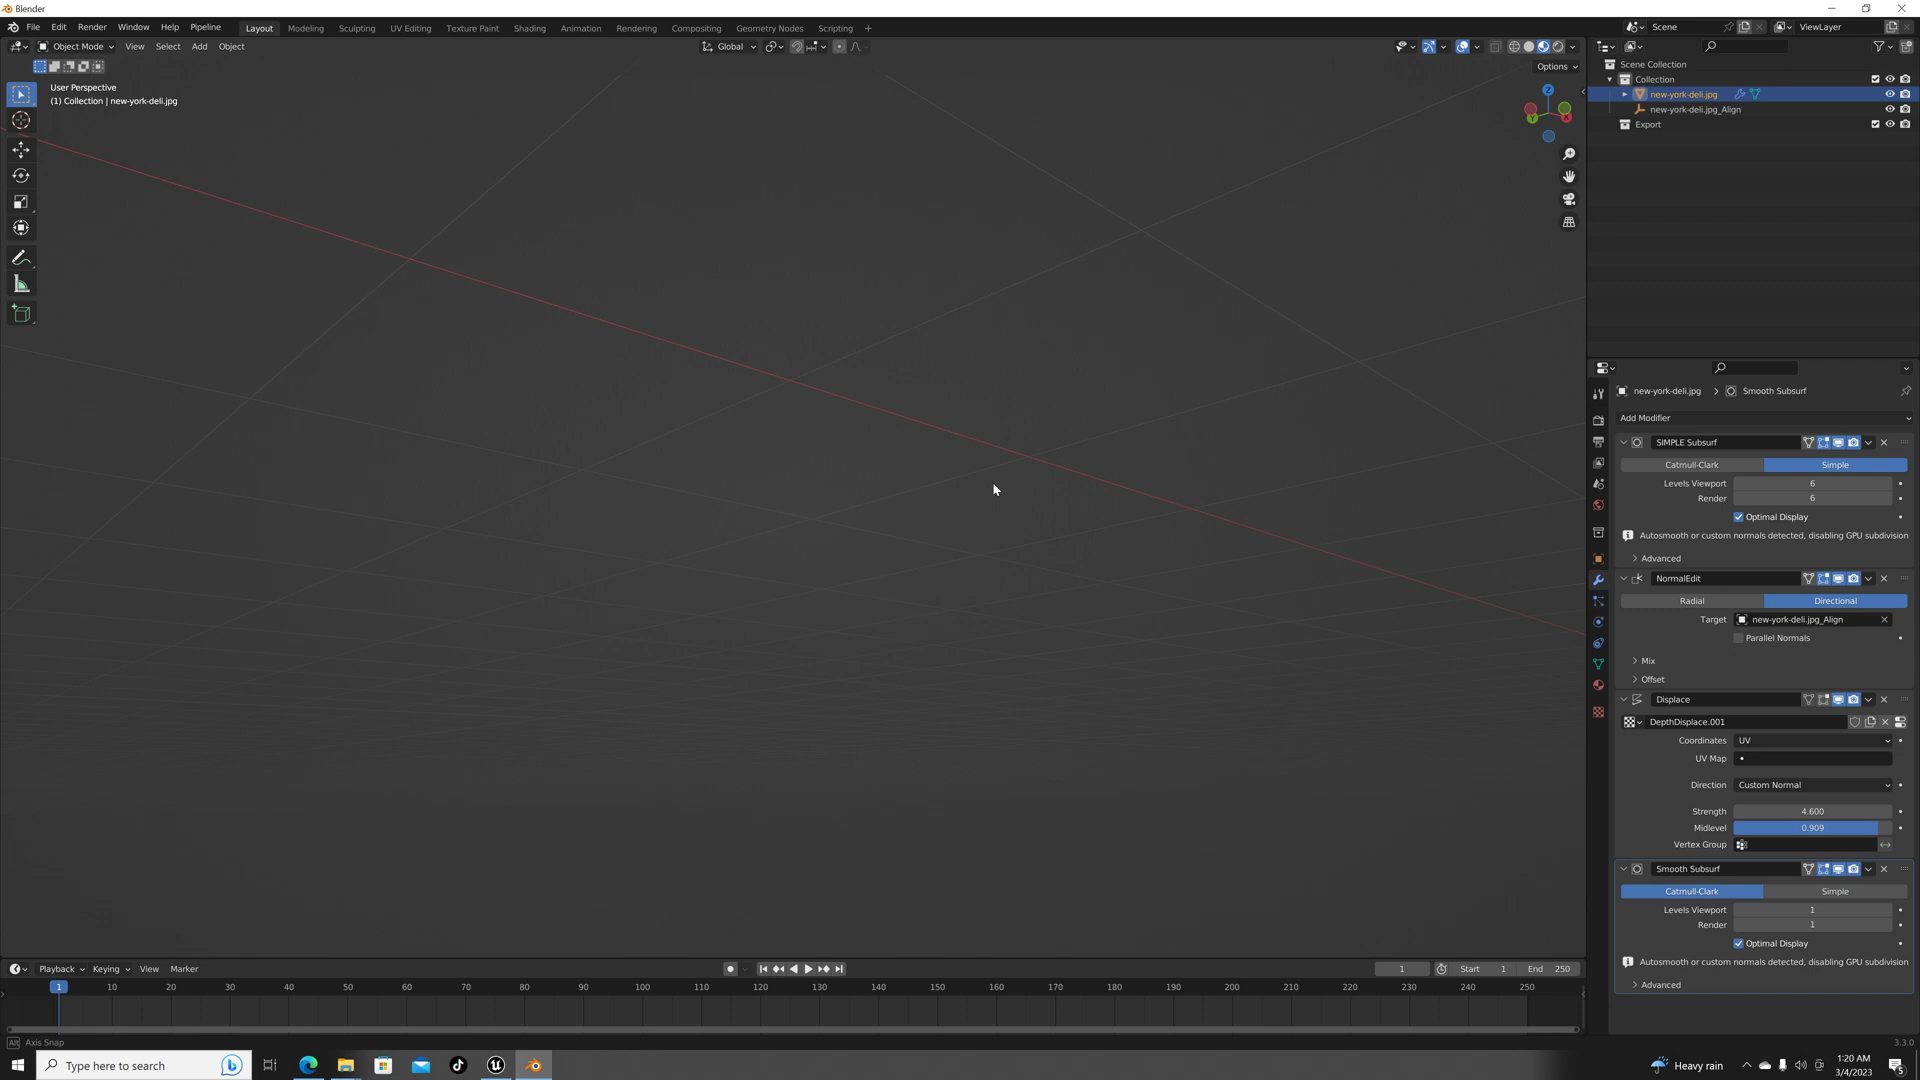 Blender
File Edit Render Window Help Pipeline Layout Modeling Sculpting UV Editing Texture Paint Shading Animation Rendering Compositing Geometry Nodes Scripting + Scene ViewLayer
Object Mode View Select Add Object Global
Options
User Perspective
(1) Collection | new-york-deli.jpg
Z
Y X
Scene Collection
Collection
new-york-deli.jpg
new-york-deli.jpg_Align
Export
new-york-deli.jpg > Smooth Subsurf
Add Modifier
SIMPLE Subsurf
Catmull-Clark Simple
Levels Viewport 6
Render 6
Optimal Display
Autosmooth or custom normals detected, disabling GPU subdivision
Advanced
NormalEdit
Radial Directional
Target new-york-deli.jpg_Align
Parallel Normals
Mix
Offset
Displace
DepthDisplace.001
Coordinates UV
UV Map
Direction Custom Normal
Strength 4.600
Midlevel 0.909
Vertex Group
Smooth Subsurf
Catmull-Clark Simple
Levels Viewport 1
Render 1
Optimal Display
Autosmooth or custom normals detected, disabling GPU subdivision
Advanced
Playback Keying View Marker 1 Start 1 End 250
1 10 20 30 40 50 60 70 80 90 100 110 120 130 140 150 160 170 180 190 200 210 220 230 240 250
Alt Axis Snap
3.3.0
Type here to search
Heavy rain
1:20 AM
3/4/2023
5